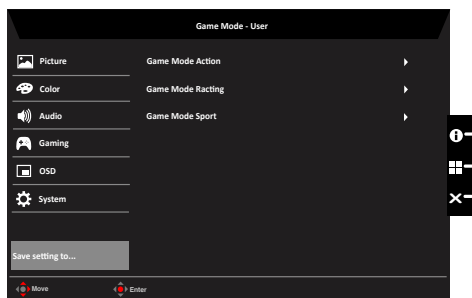 Game Mode - User
Picture
Game Mode Action
Color
Game Mode Racting
Audio
Game Mode Sport
Gaming
OSD
System
Save setting to...
Move
Enter